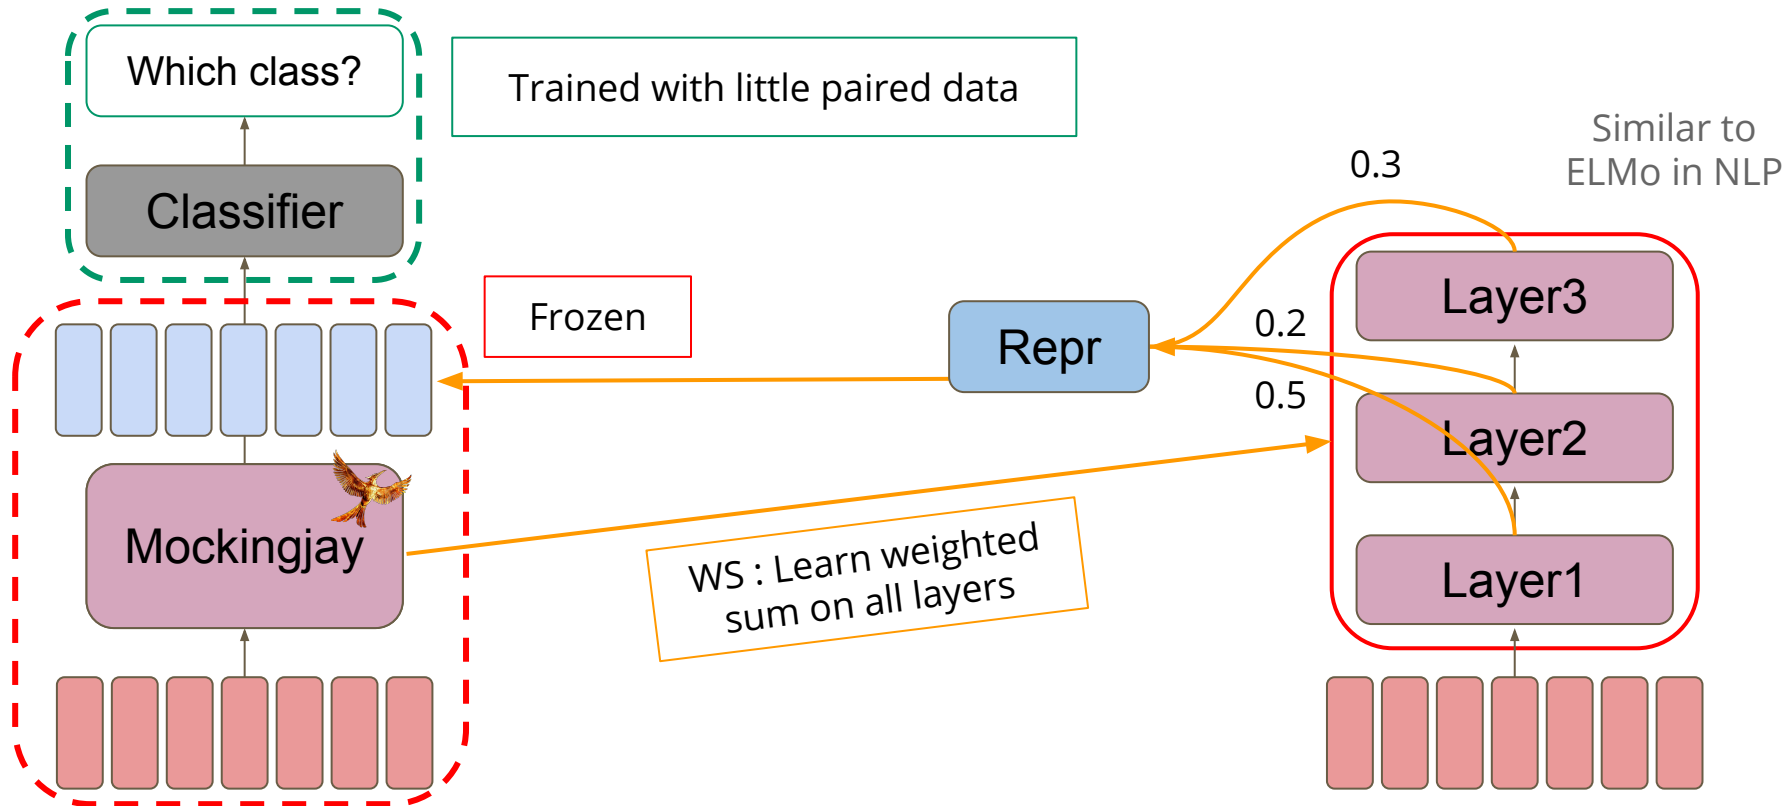 Which class?
Trained with little paired data
Similar to
ELMo in NLP
0.3
Classifier
Layer3
Frozen
0.2
Repr
0.5
Layer2
Mockingjay
WS : Learn weighted
sum on all layers
Layer1